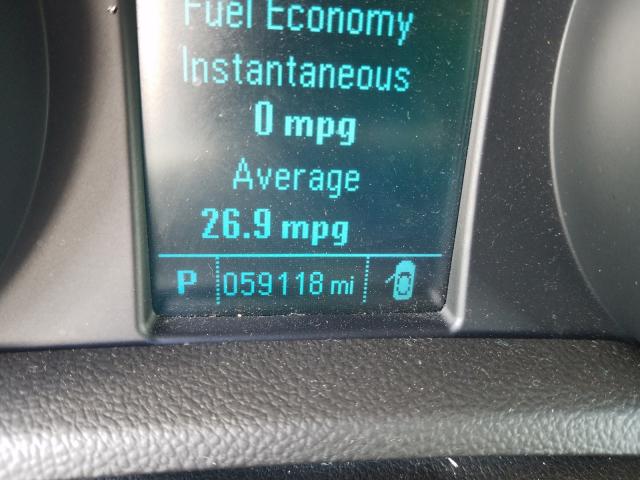 Fuel Economy
Instantaneous
0 mpg
Average
26.9 mpg
P 059118 mi